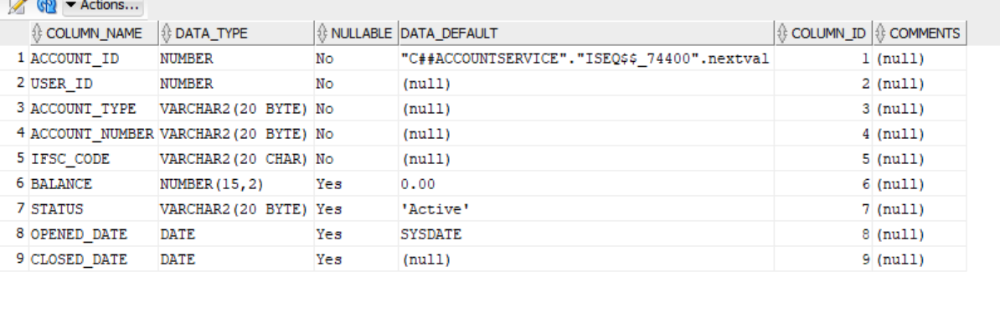 Actions...
COLUMN_NAME DATA_TYPE NULLABLE DATA_DEFAULT COLUMN_ID COMMENTS
1 ACCOUNT_ID NUMBER No "C##ACCOUNTSERVICE"."ISEQ$$_74400".nextval 1 (null)
2 USER_ID NUMBER No (null) 2 (null)
3 ACCOUNT_TYPE VARCHAR2(20 BYTE) No (null) 3 (null)
4 ACCOUNT_NUMBER VARCHAR2(20 BYTE) No (null) 4 (null)
5 IFSC_CODE VARCHAR2(20 CHAR) No (null) 5 (null)
6 BALANCE NUMBER(15,2) Yes 0.00 6 (null)
7 STATUS VARCHAR2(20 BYTE) Yes 'Active' 7 (null)
8 OPENED_DATE DATE Yes SYSDATE 8 (null)
9 CLOSED_DATE DATE Yes (null) 9 (null)